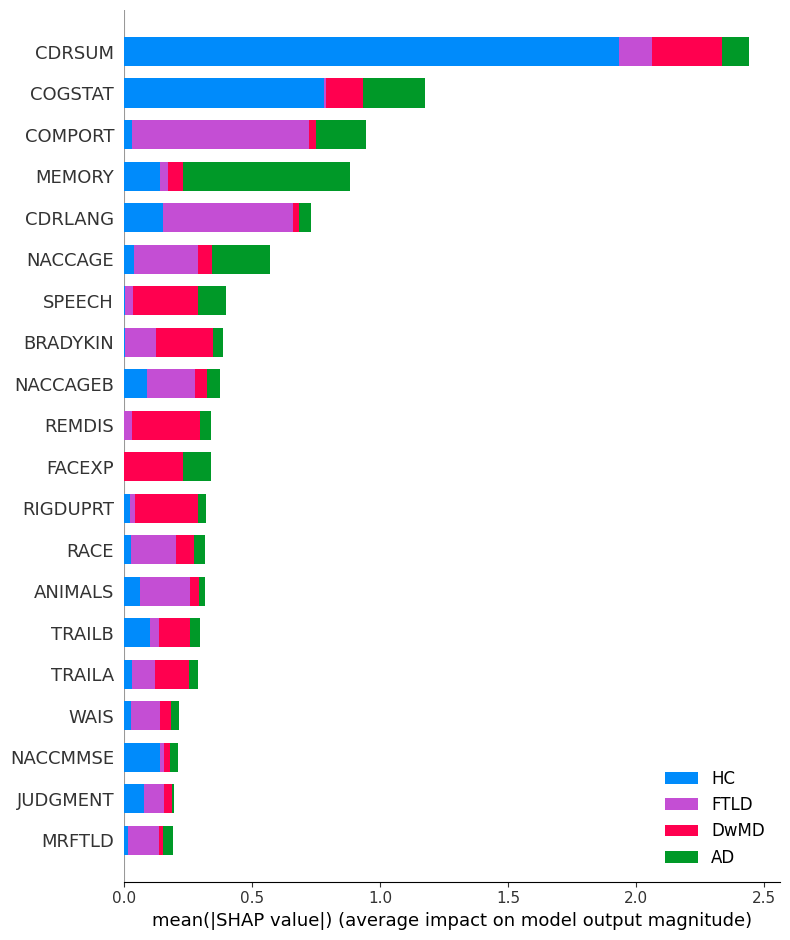 CDRSUM
COGSTAT
COMPORT
MEMORY
CDRLANG
NACCAGE
SPEECH
BRADYKIN
NACCAGEB
REMDIS
FACEXP
RIGDUPRT
RACE
ANIMALS
TRAILB
TRAILA
WAIS
NACCMMSE
JUDGMENT
MRFTLD
HC
FTLD
DwMD
AD
0.0 0.5 1.0 1.5 2.0 2.5
mean(|SHAP value|) (average impact on model output magnitude)